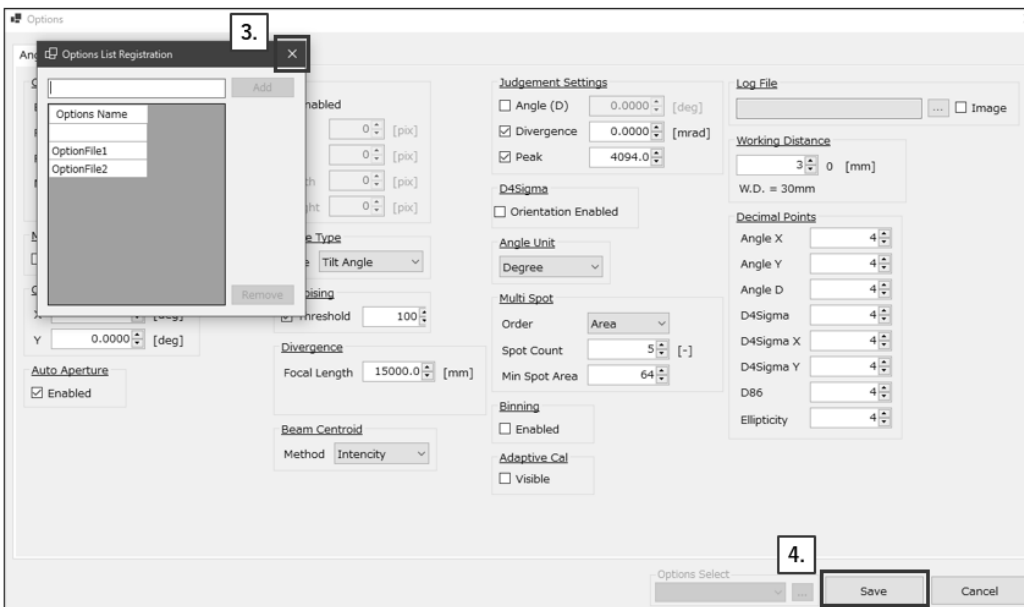 Options
3.
An
Options List Registration
Add
Options Name
OptionFile1
OptionFile2
Remove
X [deg]
Y 0.0000 [deg]
Auto Aperture
Enabled
nabled
0 [pix]
0 [pix]
th 0 [pix]
ght 0 [pix]
e Type
e Tilt Angle
oising
Threshold 100
Divergence
Focal Length 15000.0 [mm]
Beam Centroid
Method Intencity
Judgement Settings
Angle (D) 0.0000 [deg]
Divergence 0.0000 [mrad]
Peak 4094.0
D4Sigma
Orientation Enabled
Angle Unit
Degree
Multi Spot
Order Area
Spot Count 5 [-]
Min Spot Area 64
Binning
Enabled
Adaptive Cal
Visible
Log File
... Image
Working Distance
3 0 [mm]
W.D. = 30mm
Decimal Points
Angle X 4
Angle Y 4
Angle D 4
D4Sigma 4
D4Sigma X 4
D4Sigma Y 4
D86 4
Ellipticity 4
4.
Options Select
...
Save
Cancel